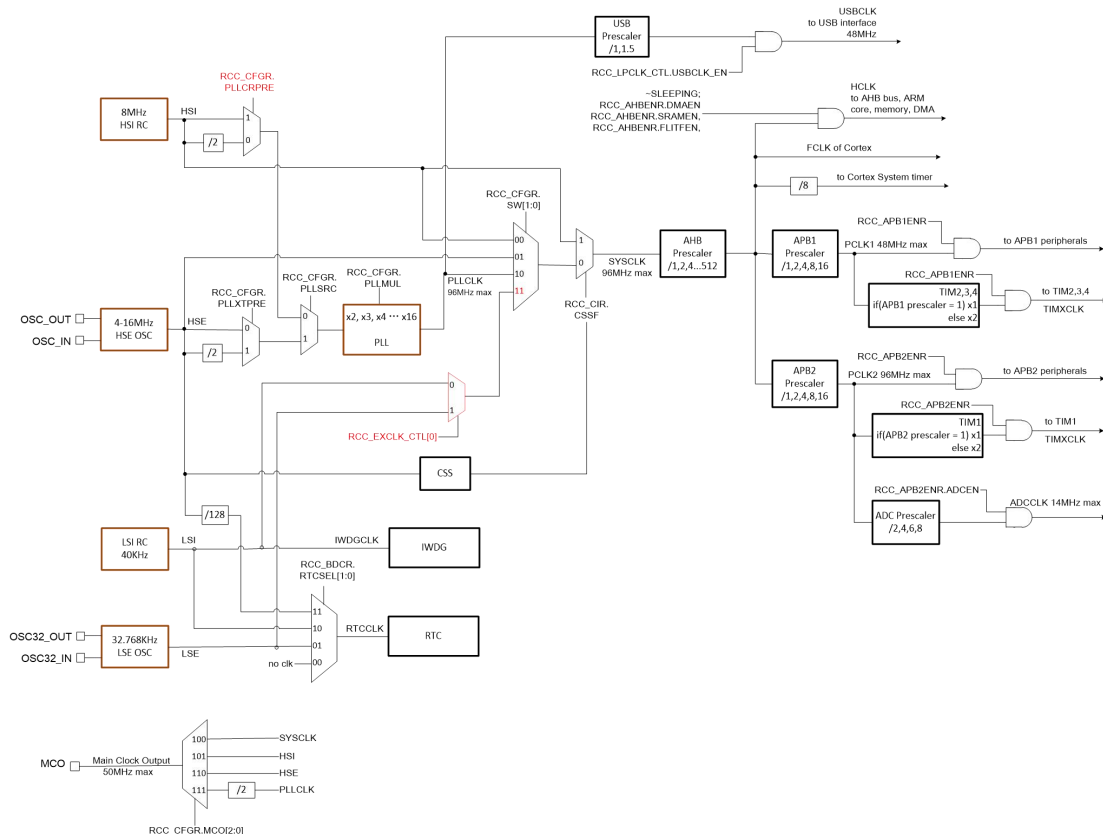 USBCLK
to USB interface
48MHz
USB
Prescaler
/1,1.5
RCC_LPCLK_CTL.USBCLK_EN
RCC_CFGR.
PLLCRPRE
HCLK
to AHB bus, ARM
core, memory, DMA
~SLEEPING;
RCC_AHBENR.DMAEN
RCC_AHBENR.SRAMEN,
RCC_AHBENR.FLITFEN,
8MHz
HSI RC
HSI
1
0
/2
FCLK of Cortex
/8
to Cortex System timer
RCC_CFGR.
SW[1:0]
00
01
10
11
1
0
SYSCLK
96MHz max
AHB
Prescaler
/1,2,4...512
APB1
Prescaler
/1,2,4,8,16
RCC_APB1ENR
PCLK1 48MHz max
to APB1 peripherals
RCC_APB1ENR
TIM2,3,4
if(APB1 prescaler = 1) x1
else x2
to TIM2,3,4
TIMXCLK
RCC_CFGR.
PLLXTPRE
RCC_CFGR.
PLLSRC
RCC_CFGR.
PLLMUL
PLLCLK
96MHz max
RCC_CIR.
CSSF
OSC_OUT
OSC_IN
4-16MHz
HSE OSC
HSE
0
1
/2
0
1
x2, x3, x4 ··· x16
PLL
APB2
Prescaler
/1,2,4,8,16
RCC_APB2ENR
PCLK2 96MHz max
to APB2 peripherals
RCC_APB2ENR
TIM1
if(APB2 prescaler = 1) x1
else x2
to TIM1
TIMXCLK
0
1
RCC_EXCLK_CTL[0]
CSS
RCC_APB2ENR.ADCEN
ADC Prescaler
/2,4,6,8
ADCCLK 14MHz max
/128
LSI RC
40KHz
LSI
IWDGCLK
IWDG
RCC_BDCR.
RTCSEL[1:0]
11
10
01
00
RTCCLK
RTC
OSC32_OUT
OSC32_IN
32.768KHz
LSE OSC
LSE
no clk
MCO
Main Clock Output
50MHz max
100
SYSCLK
101
HSI
110
HSE
111
/2
PLLCLK
RCC_CFGR.MCO[2:0]